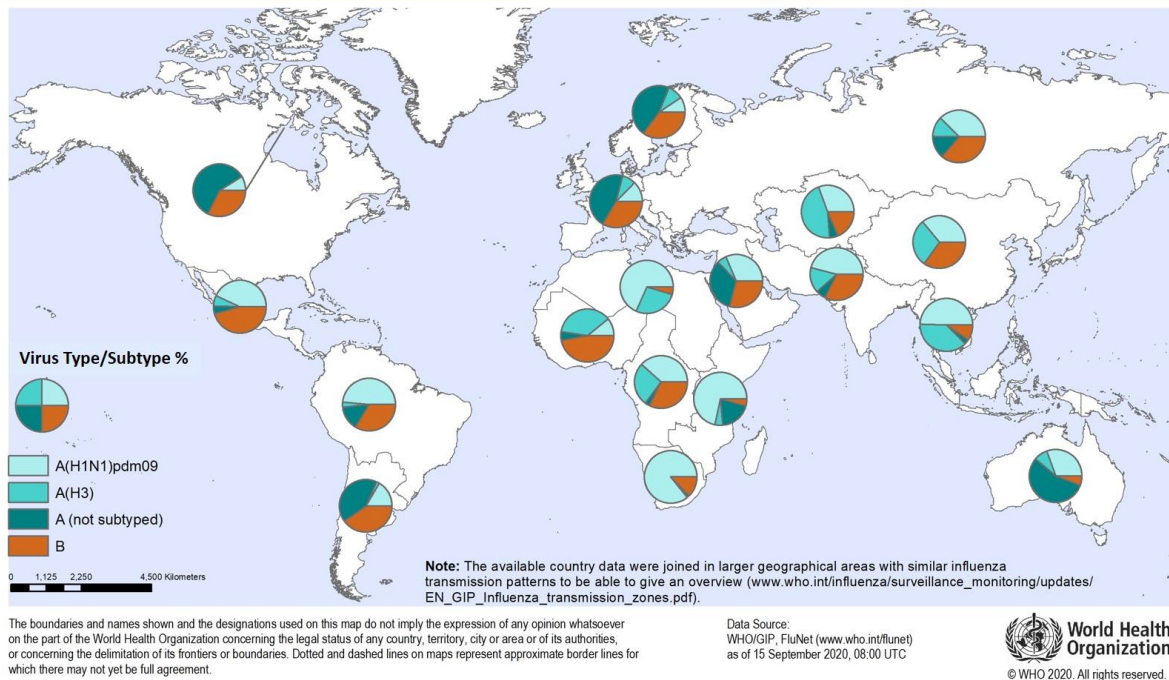 Virus Type/Subtype %
A(H1N1)pdm09
A(H3)
A (not subtyped)
B
0 1,125 2,250 4,500 Kilometers
Note: The available country data were joined in larger geographical areas with similar influenza
transmission patterns to be able to give an overview (www.who.int/influenza/surveillance_monitoring/updates/
EN_GIP_Influenza_transmission_zones.pdf).
The boundaries and names shown and the designations used on this map do not imply the expression of any opinion whatsoever
on the part of the World Health Organization concerning the legal status of any country, territory, city or area or of its authorities,
or concerning the delimitation of its frontiers or boundaries. Dotted and dashed lines on maps represent approximate border lines for
which there may not yet be full agreement.
Data Source:
WHO/GIP, FluNet (www.who.int/flunet)
as of 15 September 2020, 08:00 UTC
World Health
Organization
© WHO 2020. All rights reserved.